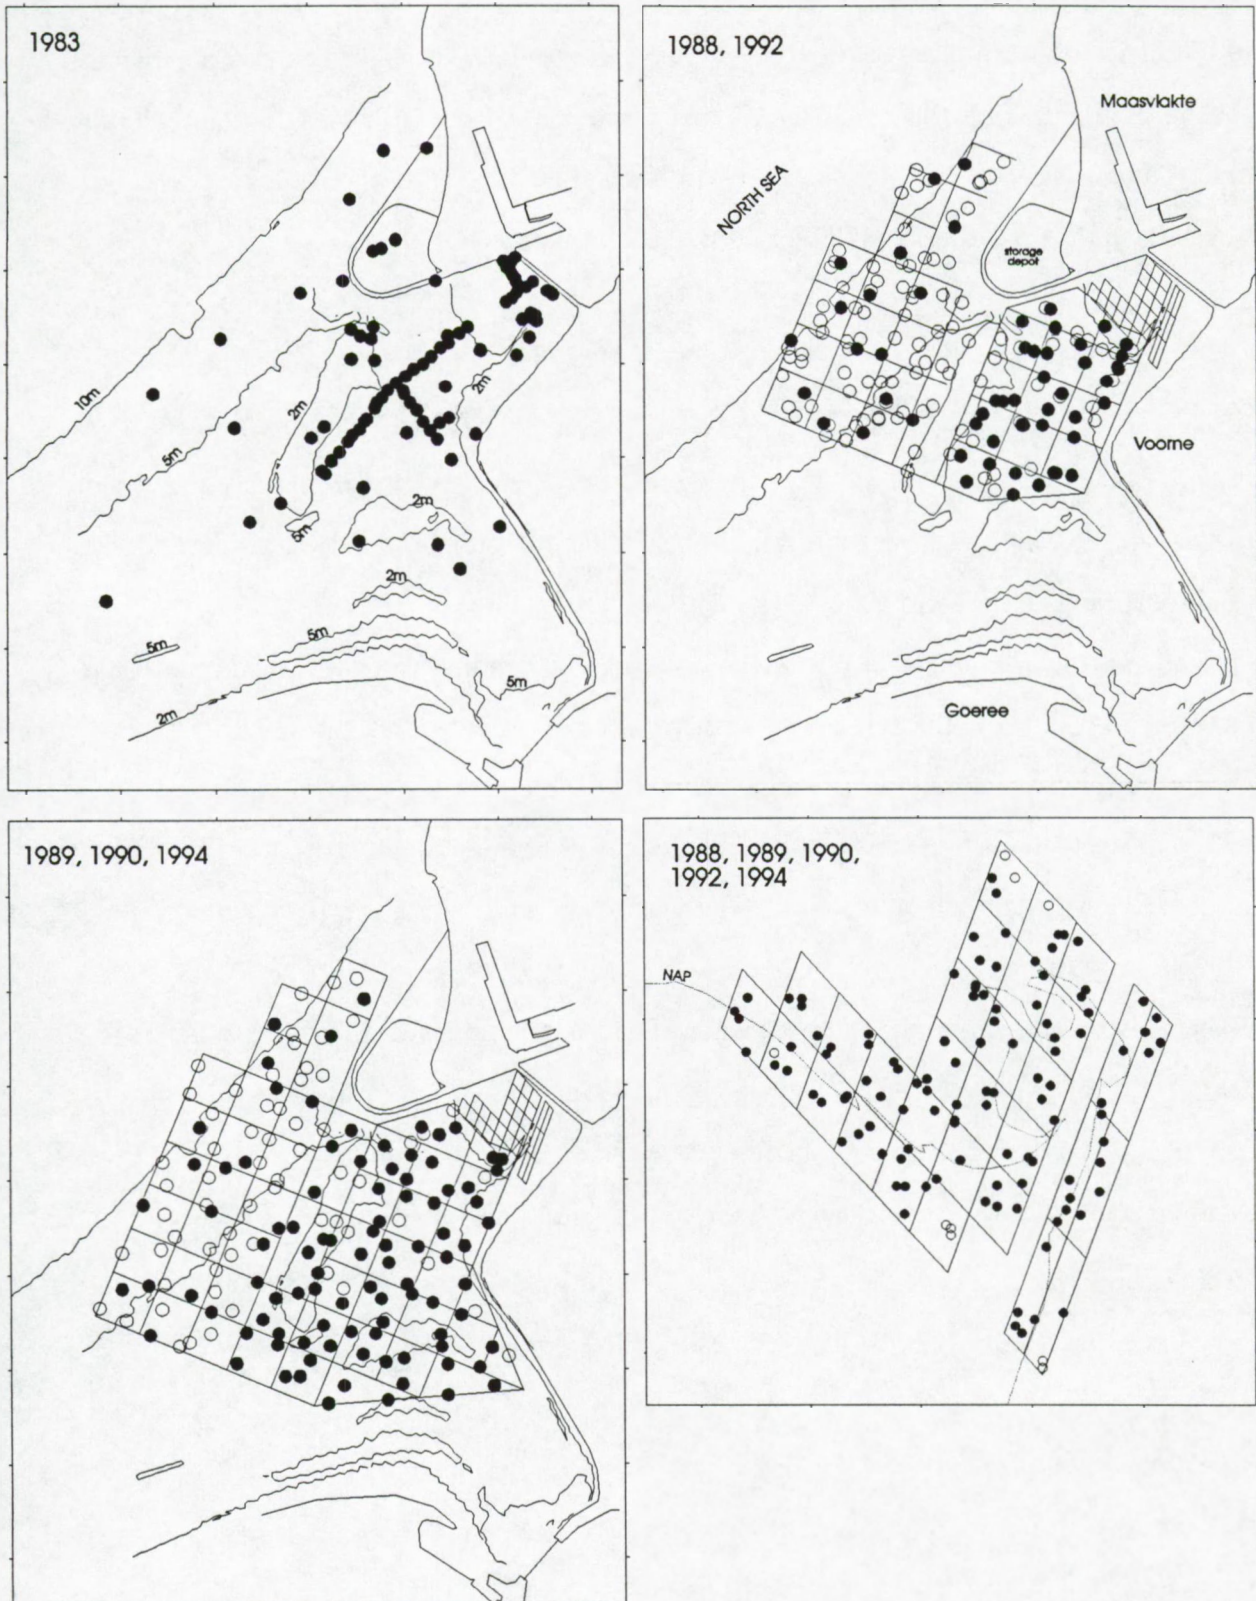 1983
10m
5m
2m
2m
5m
2m
2m
5m
5m
5m
2m
1988, 1992
Maasvlakte
NORTH SEA
storage
depot
Voorne
Goeree
1989, 1990, 1994
1988, 1989, 1990,
1992, 1994
NAP